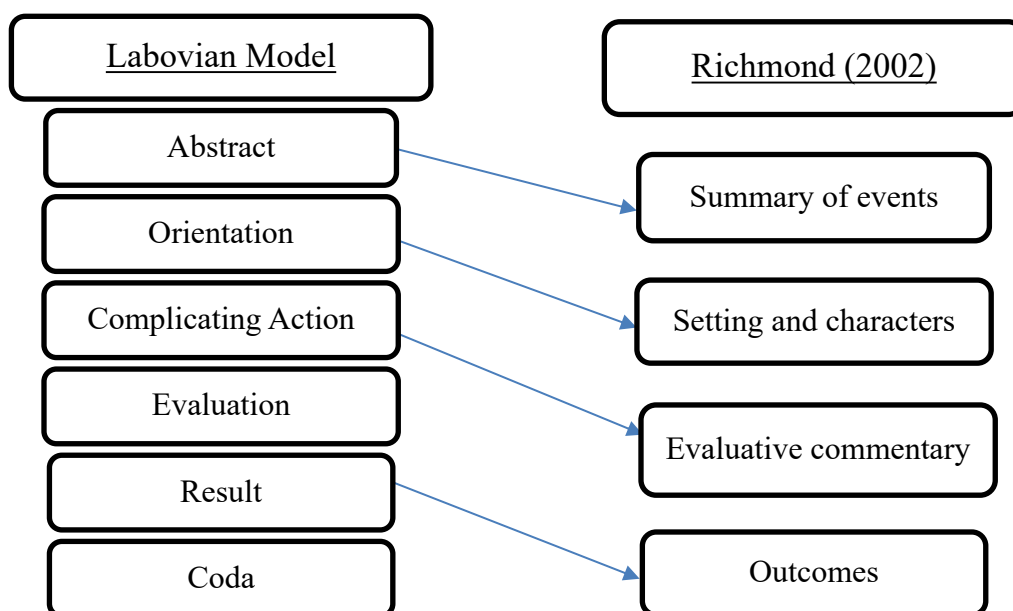 Labovian Model
Abstract
Orientation
Complicating Action
Evaluation
Result
Coda
Richmond (2002)
Summary of events
Setting and characters
Evaluative commentary
Outcomes